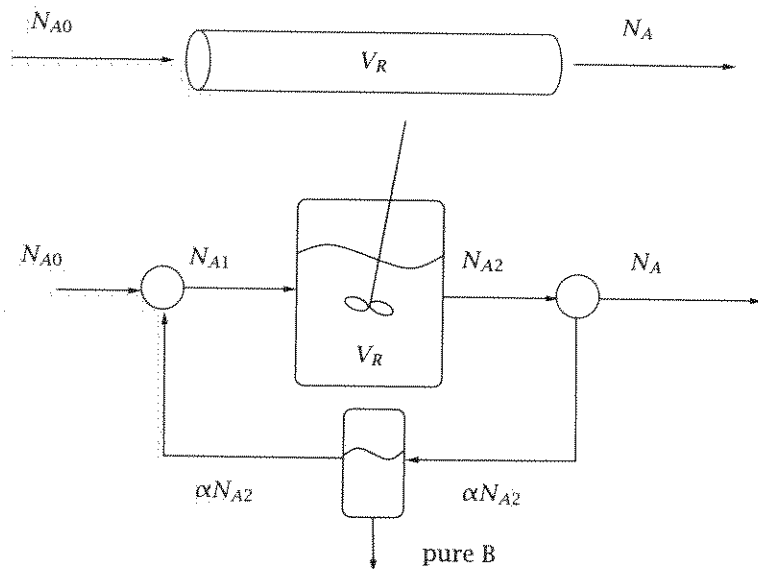 N_{A0}
V_R
N_A
N_{A0}
N_{A1}
N_{A2}
N_A
V_R
αN_{A2}
αN_{A2}
pure B